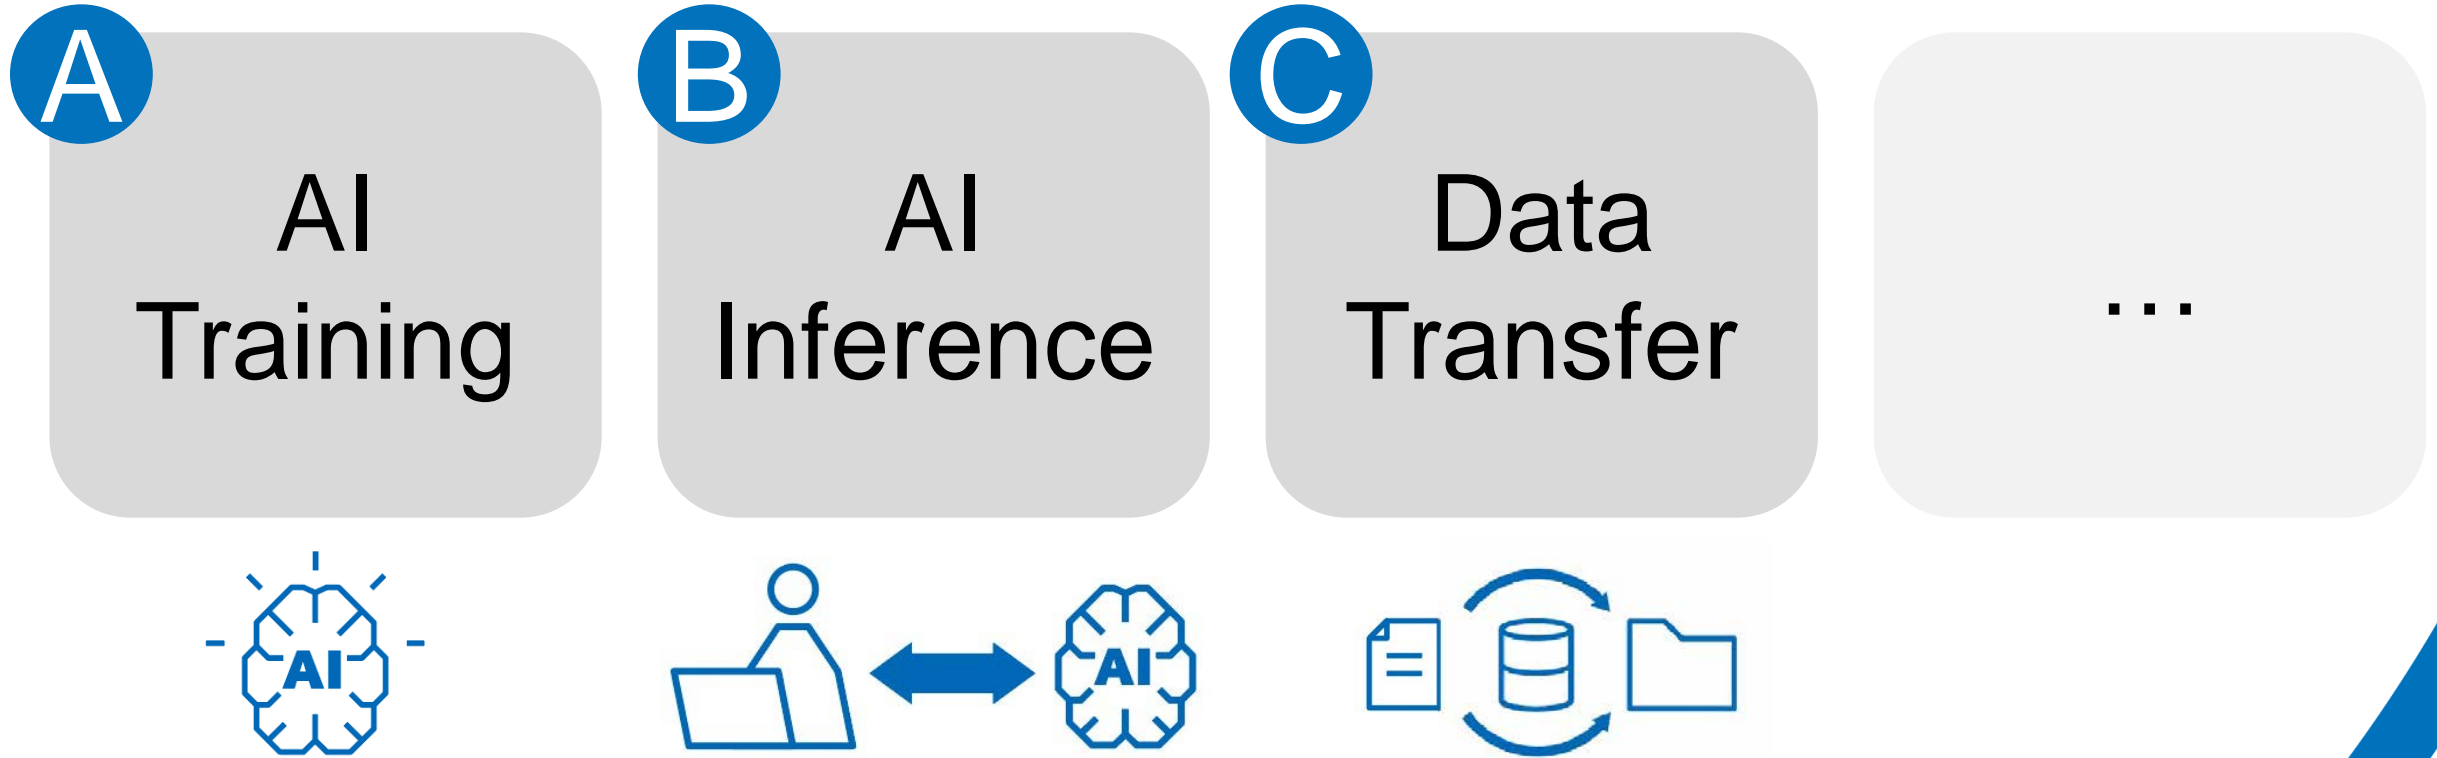 A
AI
Training
B
AI
Inference
C
Data
Transfer
...
AI
AI